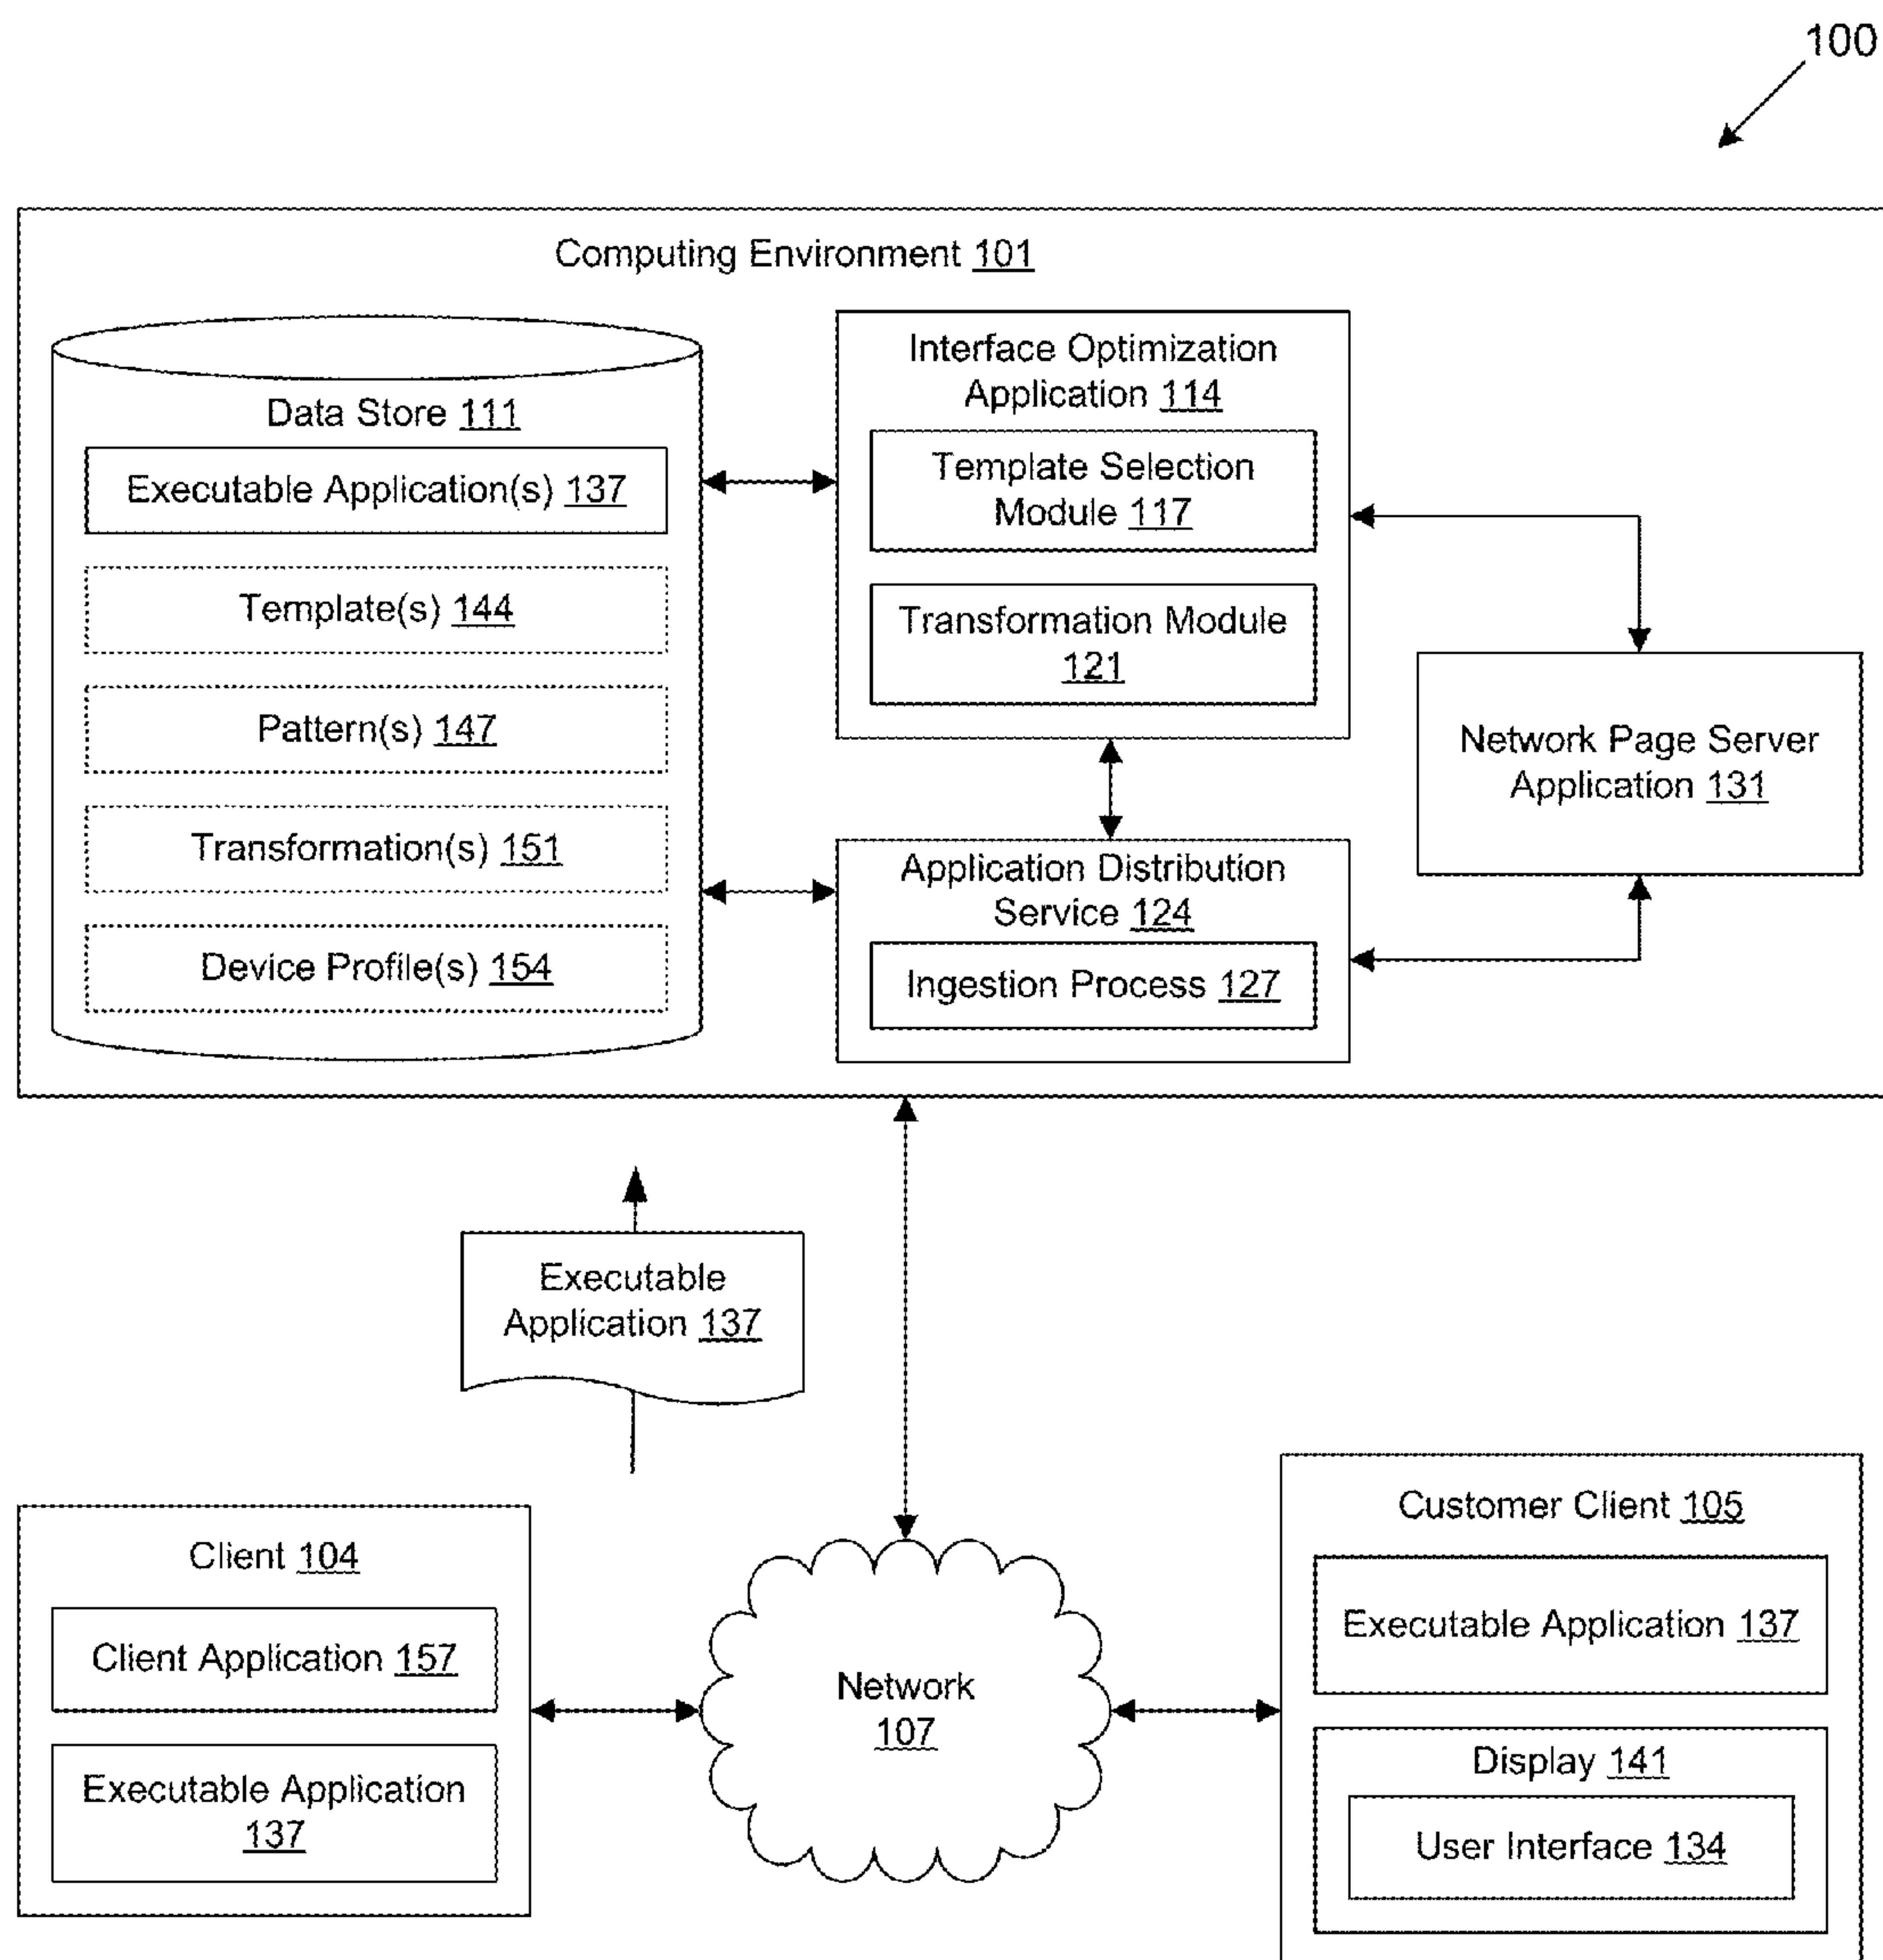 100
Computing Environment 101
Data Store 111
Executable Application(s) 137
Template(s) 144
Pattern(s) 147
Transformation(s) 151
Device Profile(s) 154
Interface Optimization
Application 114
Template Selection
Module 117
Transformation Module
121
Application Distribution
Service 124
Ingestion Process 127
Network Page Server
Application 131
Executable
Application 137
Client 104
Client Application 157
Executable Application
137
Network
107
Customer Client 105
Executable Application 137
Display 141
User Interface 134